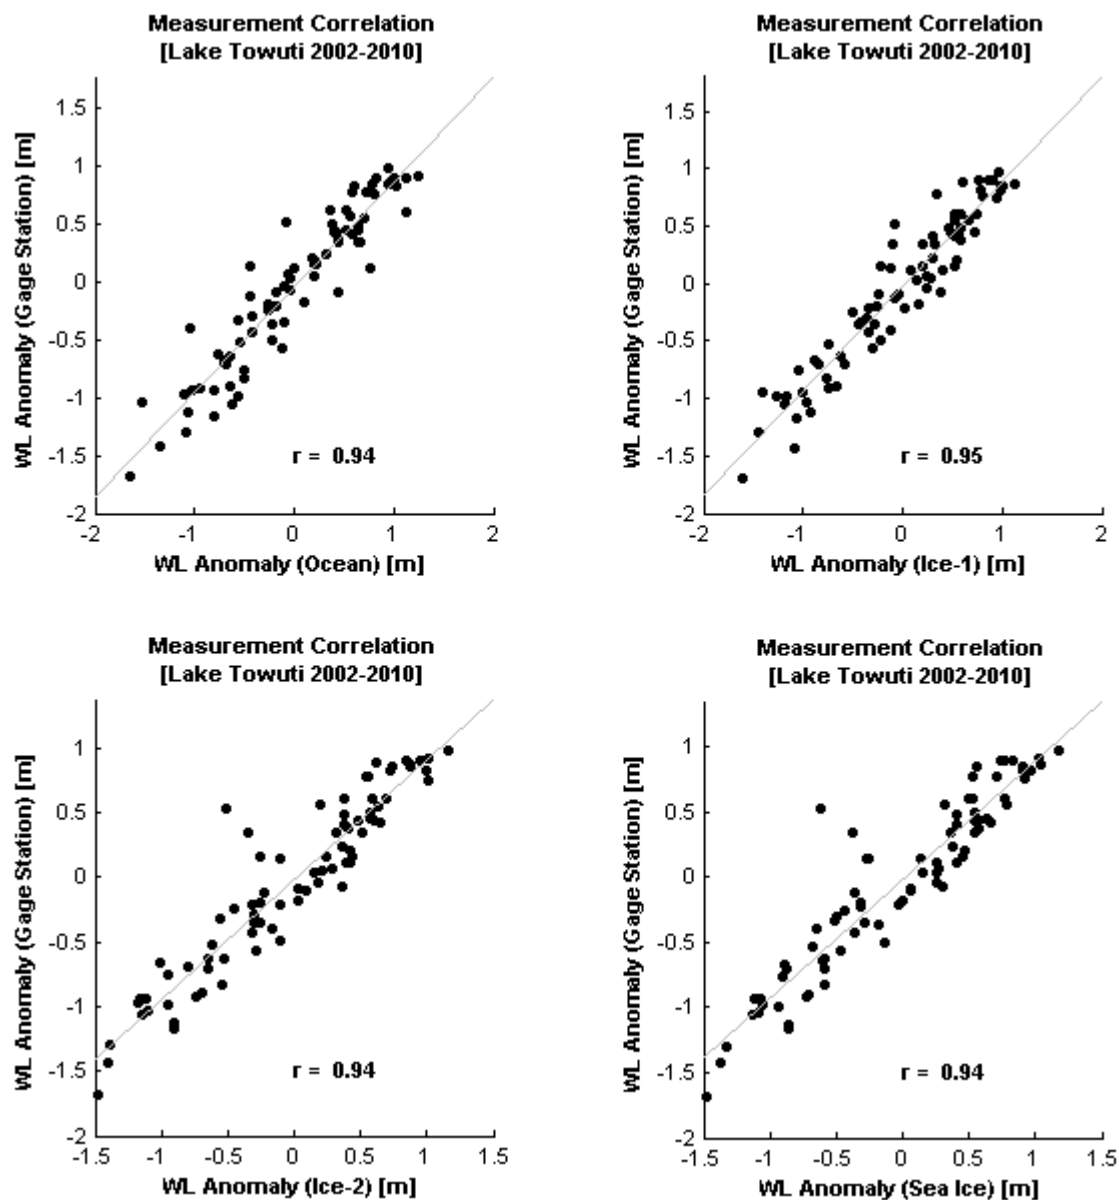 Measurement Correlation
[Lake Towuti 2002-2010]
WL Anomaly (Gage Station) [m]
1.5
1
0.5
0
-0.5
-1
-1.5
-2
r = 0.94
-2 -1 0 1 2
WL Anomaly (Ocean) [m]
Measurement Correlation
[Lake Towuti 2002-2010]
WL Anomaly (Gage Station) [m]
1.5
1
0.5
0
-0.5
-1
-1.5
-2
r = 0.95
-2 -1 0 1 2
WL Anomaly (Ice-1) [m]
Measurement Correlation
[Lake Towuti 2002-2010]
WL Anomaly (Gage Station) [m]
1
0.5
0
-0.5
-1
-1.5
-2
r = 0.94
-1.5 -1 -0.5 0 0.5 1 1.5
WL Anomaly (Ice-2) [m]
Measurement Correlation
[Lake Towuti 2002-2010]
WL Anomaly (Gage Station) [m]
1
0.5
0
-0.5
-1
-1.5
-2
r = 0.94
-1.5 -1 -0.5 0 0.5 1 1.5
WL Anomaly (Sea Ice) [m]